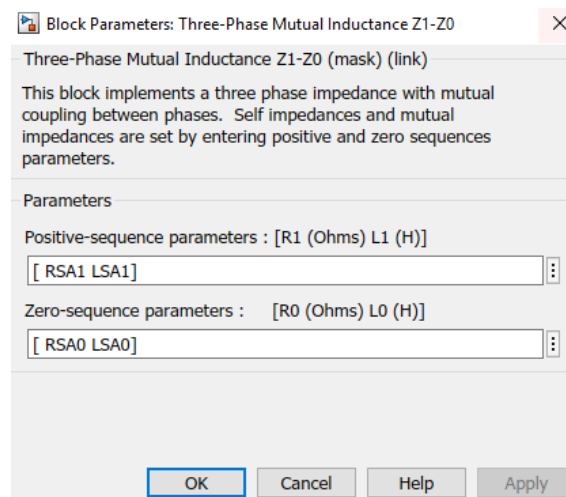 Block Parameters: Three-Phase Mutual Inductance Z1-Z0
Three-Phase Mutual Inductance Z1-Z0 (mask) (link)
This block implements a three phase impedance with mutual
coupling between phases.  Self impedances and mutual
impedances are set by entering positive and zero sequences
parameters.
Parameters
Positive-sequence parameters : [R1 (Ohms) L1 (H)]
[ RSA1 LSA1]
Zero-sequence parameters :     [R0 (Ohms) L0 (H)]
[ RSA0 LSA0]
OK Cancel Help Apply